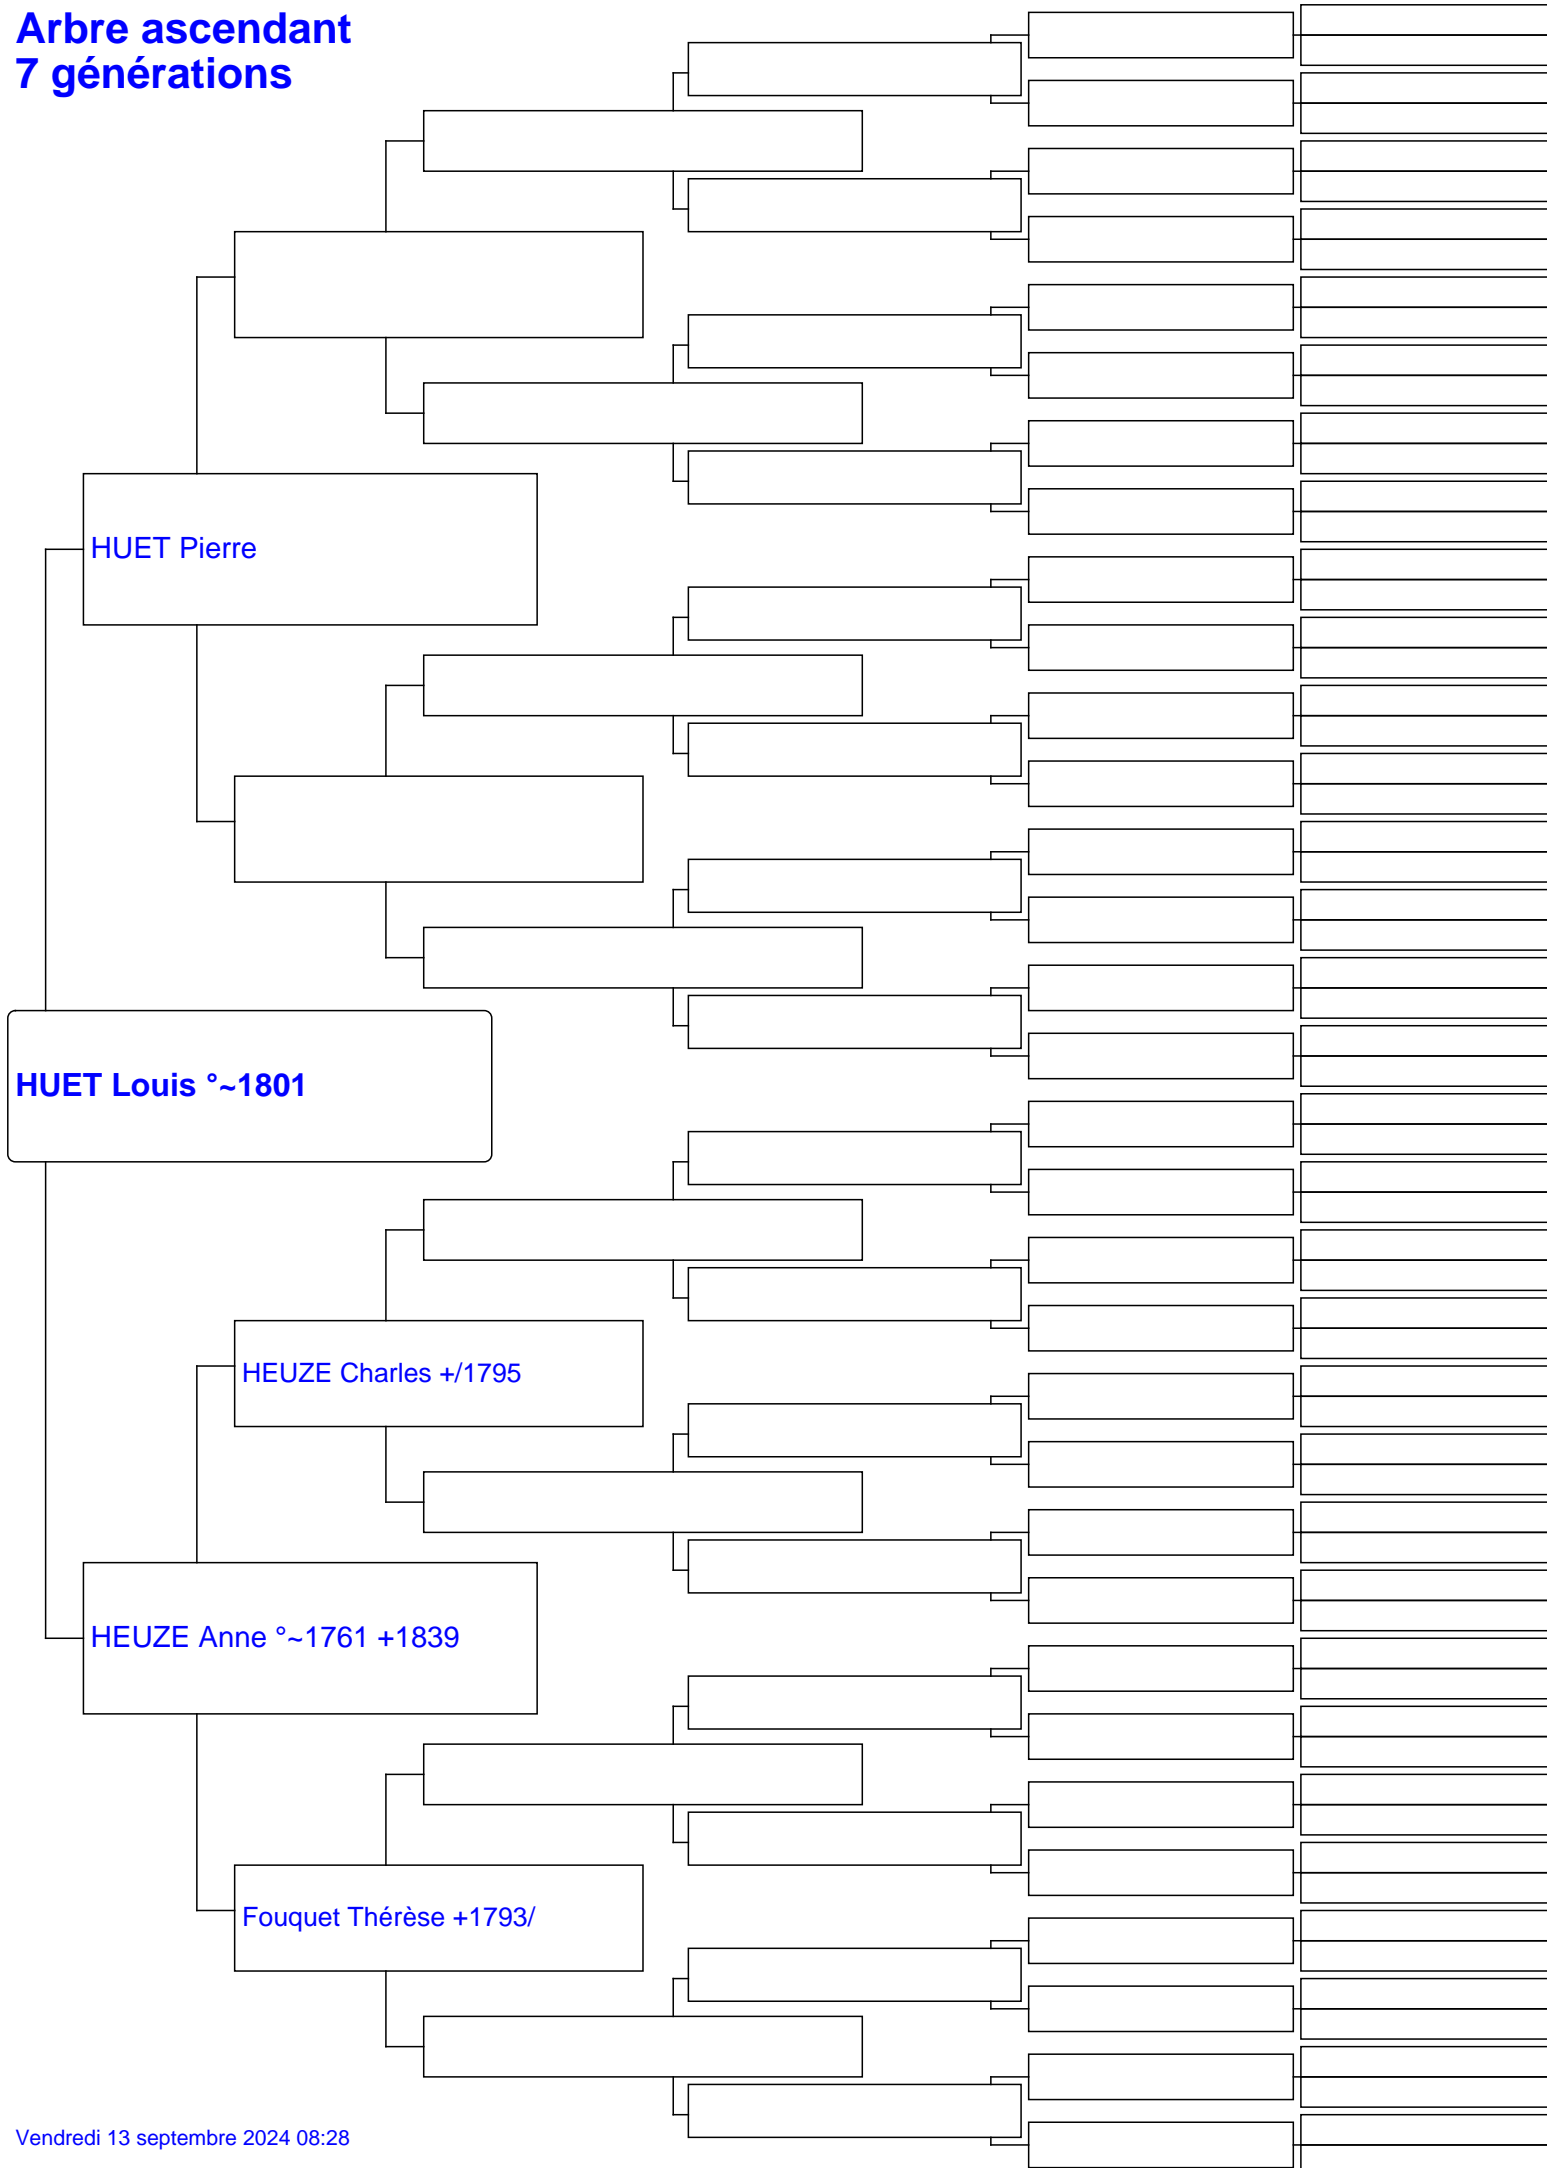 Arbre ascendant
7 générations
HUET Pierre
HUET Louis °~1801
HEUZE Charles +/1795
HEUZE Anne °~1761 +1839
Fouquet Thérèse +1793/
Vendredi 13 septembre 2024 08:28